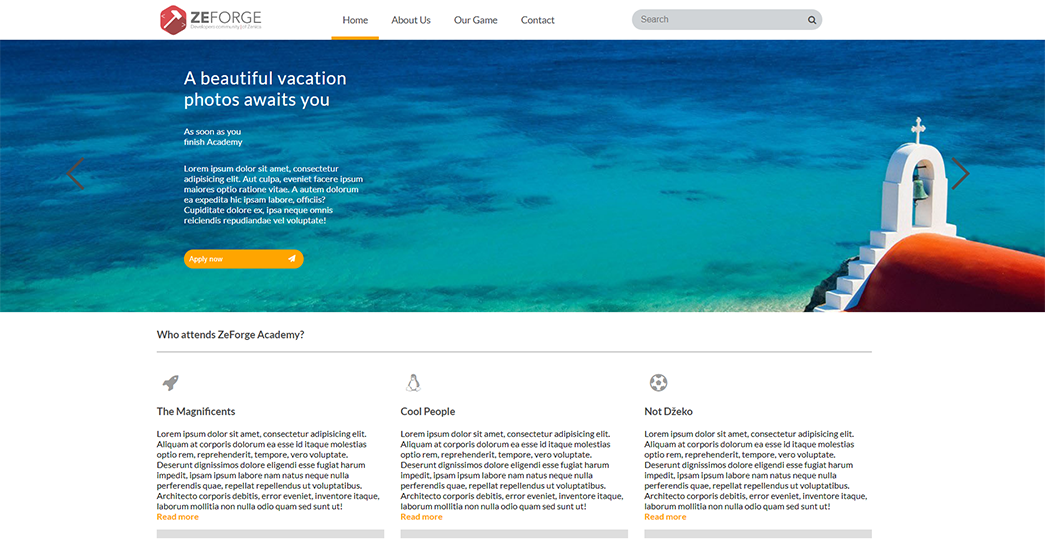 ZEFORGE
Developers community for Zenica
Home
About Us
Our Game
Contact
Search
A beautiful vacation
photos awaits you
As soon as you
finish Academy
Lorem ipsum dolor sit amet, consectetur
adipisicing elit. Aut culpa, eveniet facere ipsum
maiores optio ratione vitae. A autem dolorum
ea expedita hic ipsam labore, officiis?
Cupiditate dolore ex, ipsa neque omnis
reiciendis repudiandae vel voluptate!
Apply now
Who attends ZeForge Academy?
The Magnificents
Lorem ipsum dolor sit amet, consectetur adipisicing elit.
Aliquam at corporis dolorum ea esse id itaque molestias
optio rem, reprehenderit, tempore, vero voluptate.
Deserunt dignissimos dolore eligendi esse fugiat harum
impedit, ipsam ipsum labore nam natus neque nulla
perferendis quae, repellat repellendus ut voluptatibus.
Architecto corporis debitis, error eveniet, inventore itaque,
laborum mollitia non nulla odio quam sed sunt ut!
Read more
Cool People
Lorem ipsum dolor sit amet, consectetur adipisicing elit.
Aliquam at corporis dolorum ea esse id itaque molestias
optio rem, reprehenderit, tempore, vero voluptate.
Deserunt dignissimos dolore eligendi esse fugiat harum
impedit, ipsam ipsum labore nam natus neque nulla
perferendis quae, repellat repellendus ut voluptatibus.
Architecto corporis debitis, error eveniet, inventore itaque,
laborum mollitia non nulla odio quam sed sunt ut!
Read more
Not Džeko
Lorem ipsum dolor sit amet, consectetur adipisicing elit.
Aliquam at corporis dolorum ea esse id itaque molestias
optio rem, reprehenderit, tempore, vero voluptate.
Deserunt dignissimos dolore eligendi esse fugiat harum
impedit, ipsam ipsum labore nam natus neque nulla
perferendis quae, repellat repellendus ut voluptatibus.
Architecto corporis debitis, error eveniet, inventore itaque,
laborum mollitia non nulla odio quam sed sunt ut!
Read more